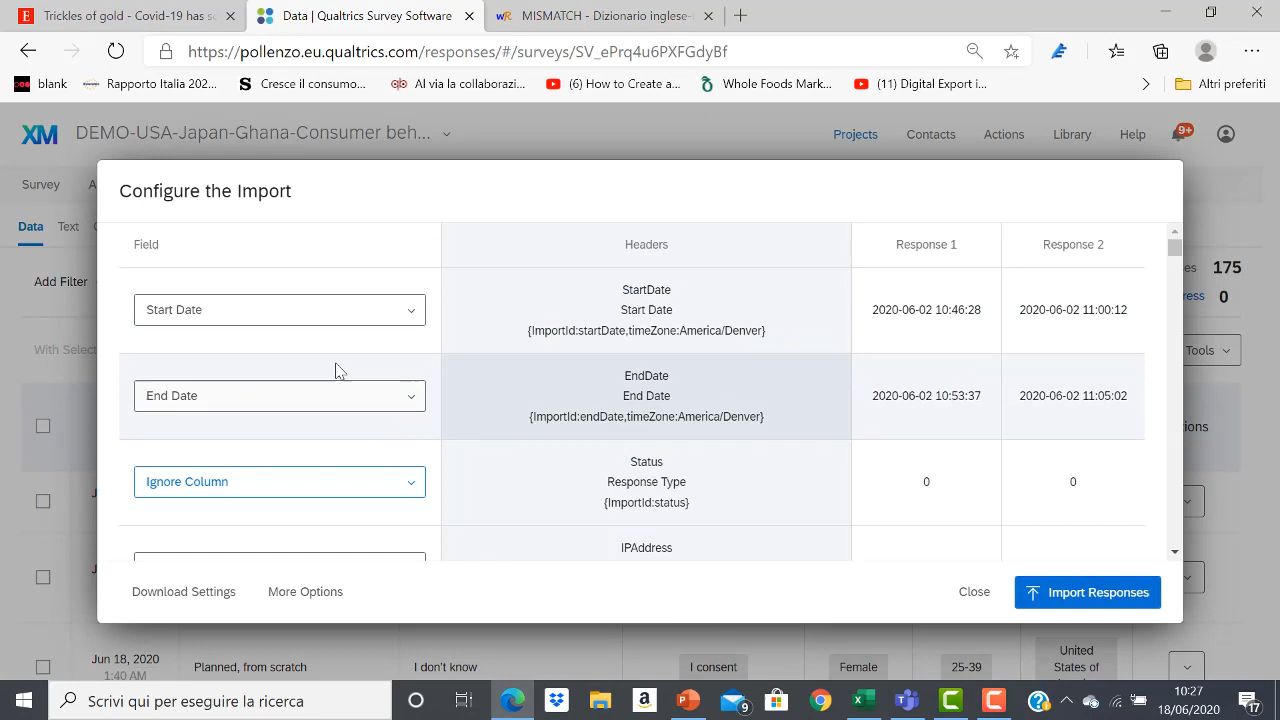 Trickles of gold - Covid-19 has s
Data | Qualtrics Survey Software
WR MISMATCH - Dizionario inglese-
https://pollenzo.eu.qualtrics.com/responses/#/surveys/SV_ePrq4u6PXFGdyBf
blank
Rapporto Italia 202...
Cresce il consumo...
Al via la collaborazi...
(6) How to Create a...
Whole Foods Mark...
(11) Digital Export i...
Altri preferiti
XM DEMO-USA-Japan-Ghana-Consumer beh...
Projects Contacts Actions Library Help 9+
Survey A
Configure the Import
Data Text
Field Headers Response 1 Response 2
Add Filter
es 175
ress 0
Start Date
StartDate
Start Date
{ImportId:startDate,timeZone:America/Denver}
2020-06-02 10:46:28 2020-06-02 11:00:12
With Selec
Tools
End Date
EndDate
End Date
{ImportId:endDate,timeZone:America/Denver}
2020-06-02 10:53:37 2020-06-02 11:05:02
ions
Ignore Column
Status
Response Type
{ImportId:status}
0 0
J
IPAddress
J
Download Settings More Options Close Import Responses
Jun 18, 2020
1:40 AM
Planned, from scratch I don't know I consent Female 25-39
United
States of
Scrivi qui per eseguire la ricerca
9
10:27
18/06/2020
17